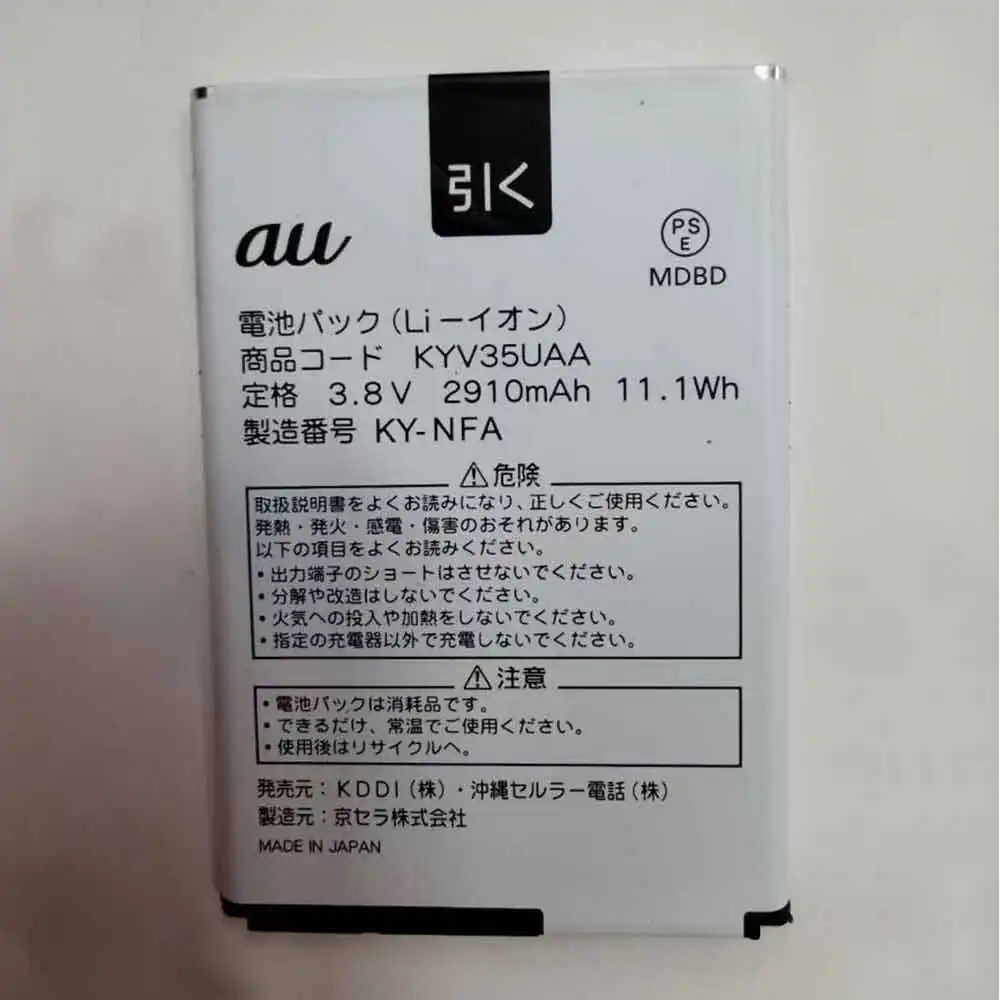 引く
au
PS
E
MDBD
電池パック(Liーイオン)
商品コード KYV35UAA
定格 3.8V 2910mAh 11.1Wh
製造番号 KY-NFA
⚠危険
取扱説明書をよくお読みになり、正しくご使用ください。
発熱・発火・感電・傷害のおそれがあります。
以下の項目をよくお読みください。
・出力端子のショートはさせないでください。
・分解や改造はしないでください。
・火気への投入や加熱をしないでください。
・指定の充電器以外で充電しないでください。
⚠注意
・電池パックは消耗品です。
・できるだけ、常温でご使用ください。
・使用後はリサイクルへ。
発売元：KDDI(株)・沖縄セルラー電話(株)
製造元：京セラ株式会社
MADE IN JAPAN